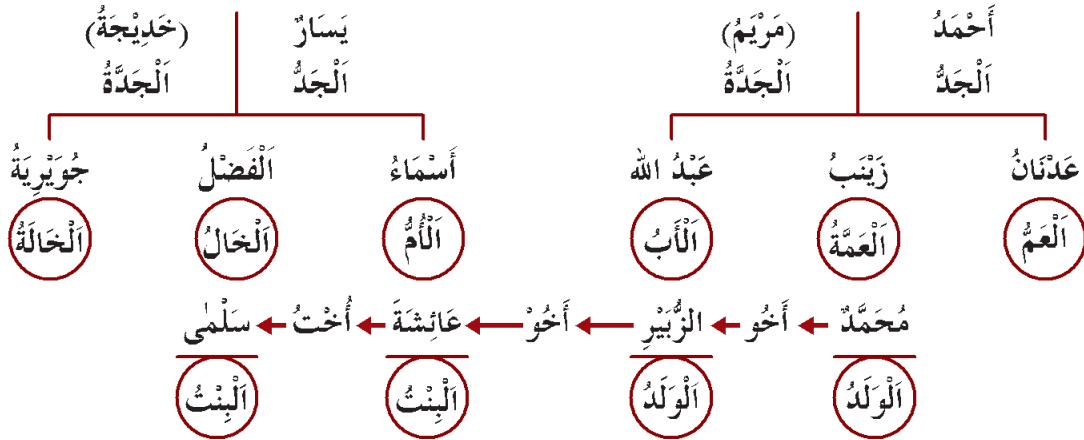 أَحْمَدُ (مَرْيَمُ) يَسَارٌ (خَدِيْجَةُ)
اَلْجَدُّ اَلْجَدَّةُ اَلْجَدُّ اَلْجَدَّةُ
عَدْنَانُ زَيْنَبُ عَبْدُ الله أَسْمَاءُ اَلْفَضْلُ جُوَيْرِيَةُ
اَلْعَمُّ اَلْعَمَّةُ اَلْأَبُ اَلْأُمُّ اَلْخَالُ اَلْخَالَةُ
مُحَمَّدٌ أَخُو الزُّبَيْرِ أَخُوْ عَائِشَةَ أُخْتُ سَلْمٰى
اَلْوَلَدُ اَلْوَلَدُ اَلْبِنْتُ اَلْبِنْتُ